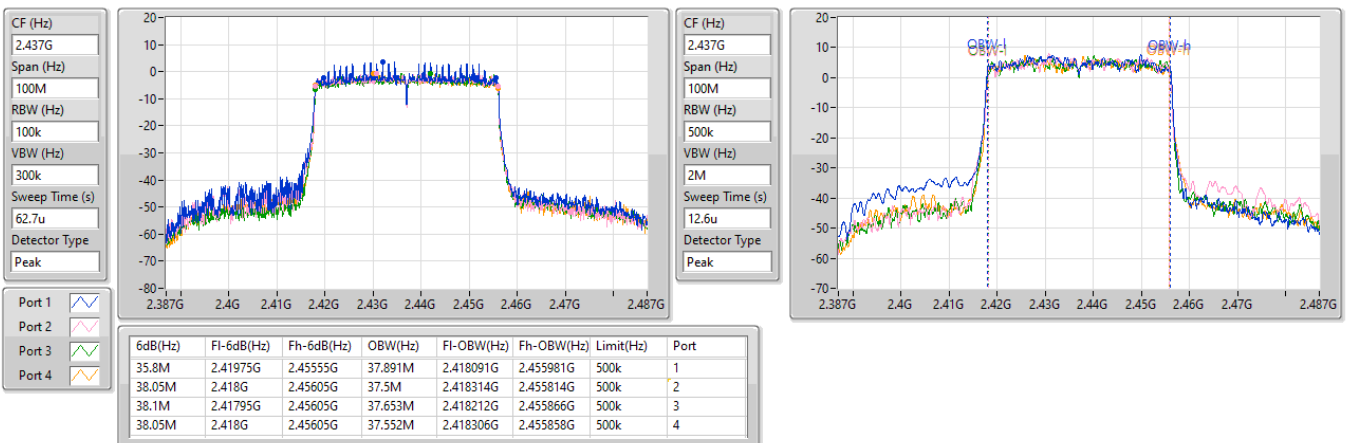 CF (Hz)
2.437G
Span (Hz)
100M
RBW (Hz)
100k
VBW (Hz)
300k
Sweep Time (s)
62.7u
Detector Type
Peak
20
10
0
-10
-20
-30
-40
-50
-60
-70
-80
2.387G 2.4G 2.41G 2.42G 2.43G 2.44G 2.45G 2.46G 2.47G 2.487G
CF (Hz)
2.437G
Span (Hz)
100M
RBW (Hz)
500k
VBW (Hz)
2M
Sweep Time (s)
12.6u
Detector Type
Peak
20
10
0
-10
-20
-30
-40
-50
-60
-70
OBW-l OBW-h
2.387G 2.4G 2.41G 2.42G 2.43G 2.44G 2.45G 2.46G 2.47G 2.487G
Port 1
Port 2
Port 3
Port 4
6dB(Hz) Fl-6dB(Hz) Fh-6dB(Hz) OBW(Hz) Fl-OBW(Hz) Fh-OBW(Hz) Limit(Hz) Port
35.8M 2.41975G 2.45555G 37.891M 2.418091G 2.455981G 500k 1
38.05M 2.418G 2.45605G 37.5M 2.418314G 2.455814G 500k 2
38.1M 2.41795G 2.45605G 37.653M 2.418212G 2.455866G 500k 3
38.05M 2.418G 2.45605G 37.552M 2.418306G 2.455858G 500k 4